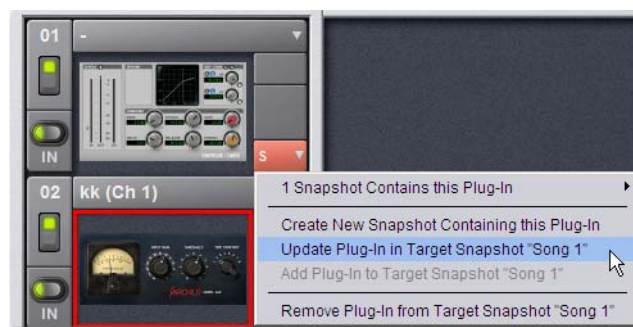 01
-
IN
S
02
kk (Ch 1)
IN
FAIRCHILD
1 Snapshot Contains this Plug-In
Create New Snapshot Containing this Plug-In
Update Plug-In in Target Snapshot "Song 1"
Add Plug-In to Target Snapshot "Song 1"
Remove Plug-In from Target Snapshot "Song 1"